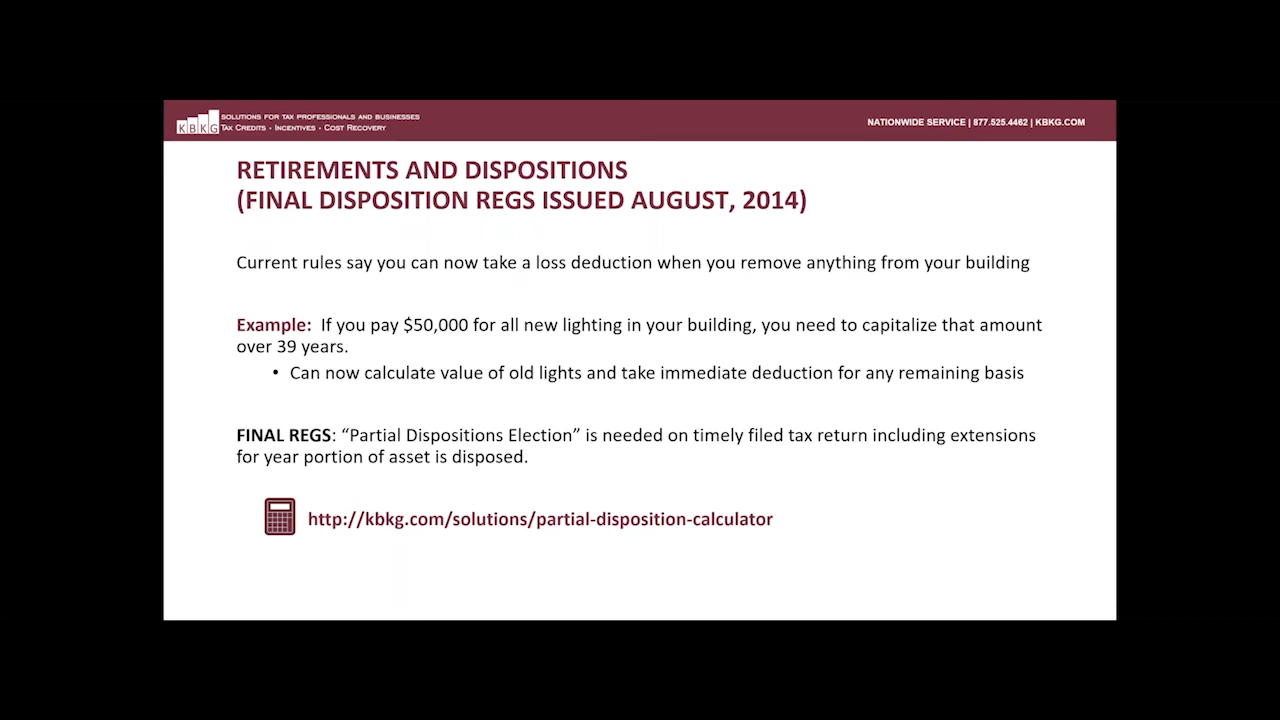 KBKG
SOLUTIONS FOR TAX PROFESSIONALS AND BUSINESSES
TAX CREDITS • INCENTIVES • COST RECOVERY
NATIONWIDE SERVICE | 877.525.4462 | KBKG.COM
RETIREMENTS AND DISPOSITIONS
(FINAL DISPOSITION REGS ISSUED AUGUST, 2014)
Current rules say you can now take a loss deduction when you remove anything from your building
Example: If you pay $50,000 for all new lighting in your building, you need to capitalize that amount
over 39 years.
• Can now calculate value of old lights and take immediate deduction for any remaining basis
FINAL REGS: “Partial Dispositions Election” is needed on timely filed tax return including extensions
for year portion of asset is disposed.
http://kbkg.com/solutions/partial-disposition-calculator